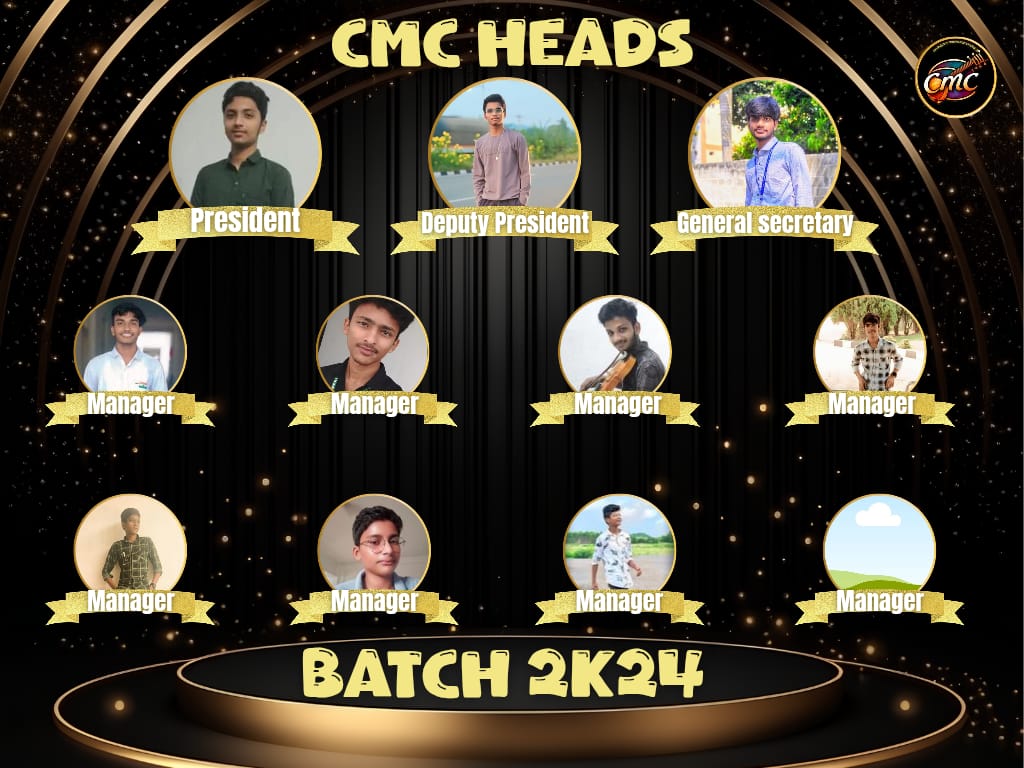 CMC HEADS
CMC
President
Deputy President
General secretary
Manager
Manager
Manager
Manager
Manager
Manager
Manager
Manager
BATCH 2K24